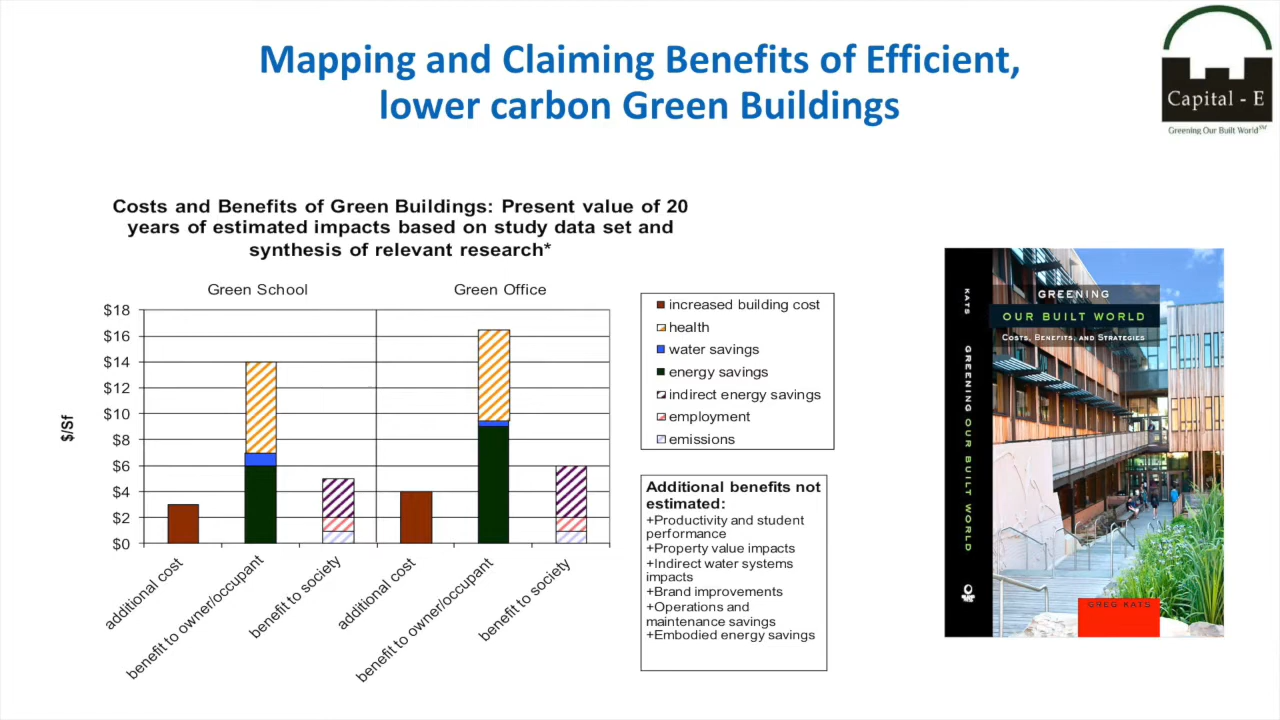 Mapping and Claiming Benefits of Efficient,
lower carbon Green Buildings
Capital - E
Greening Our Built World℠
Costs and Benefits of Green Buildings: Present value of 20
years of estimated impacts based on study data set and
synthesis of relevant research*
Green School
Green Office
$18
$16
$14
$12
$10
$8
$6
$4
$2
$0
$/Sf
additional cost
benefit to owner/occupant
benefit to society
additional cost
benefit to owner/occupant
benefit to society
increased building cost
health
water savings
energy savings
indirect energy savings
employment
emissions
Additional benefits not
estimated:
+Productivity and student
performance
+Property value impacts
+Indirect water systems
impacts
+Brand improvements
+Operations and
maintenance savings
+Embodied energy savings
KATS
GREENING OUR BUILT WORLD
GREENING
OUR BUILT WORLD
Costs, Benefits, and Strategies
GREG KATS